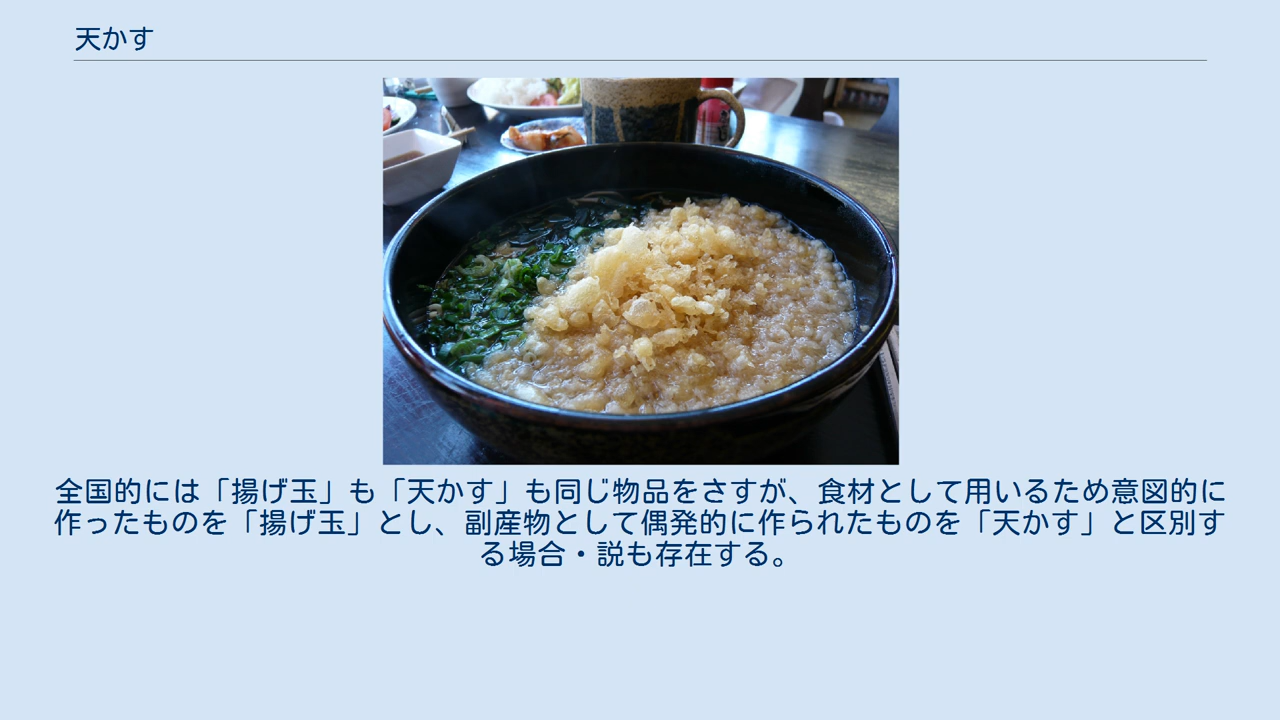 天かす
全国的には「揚げ玉」も「天かす」も同じ物品をさすが、食材として用いるため意図的に
作ったものを「揚げ玉」とし、副産物として偶発的に作られたものを「天かす」と区別す
る場合・説も存在する。